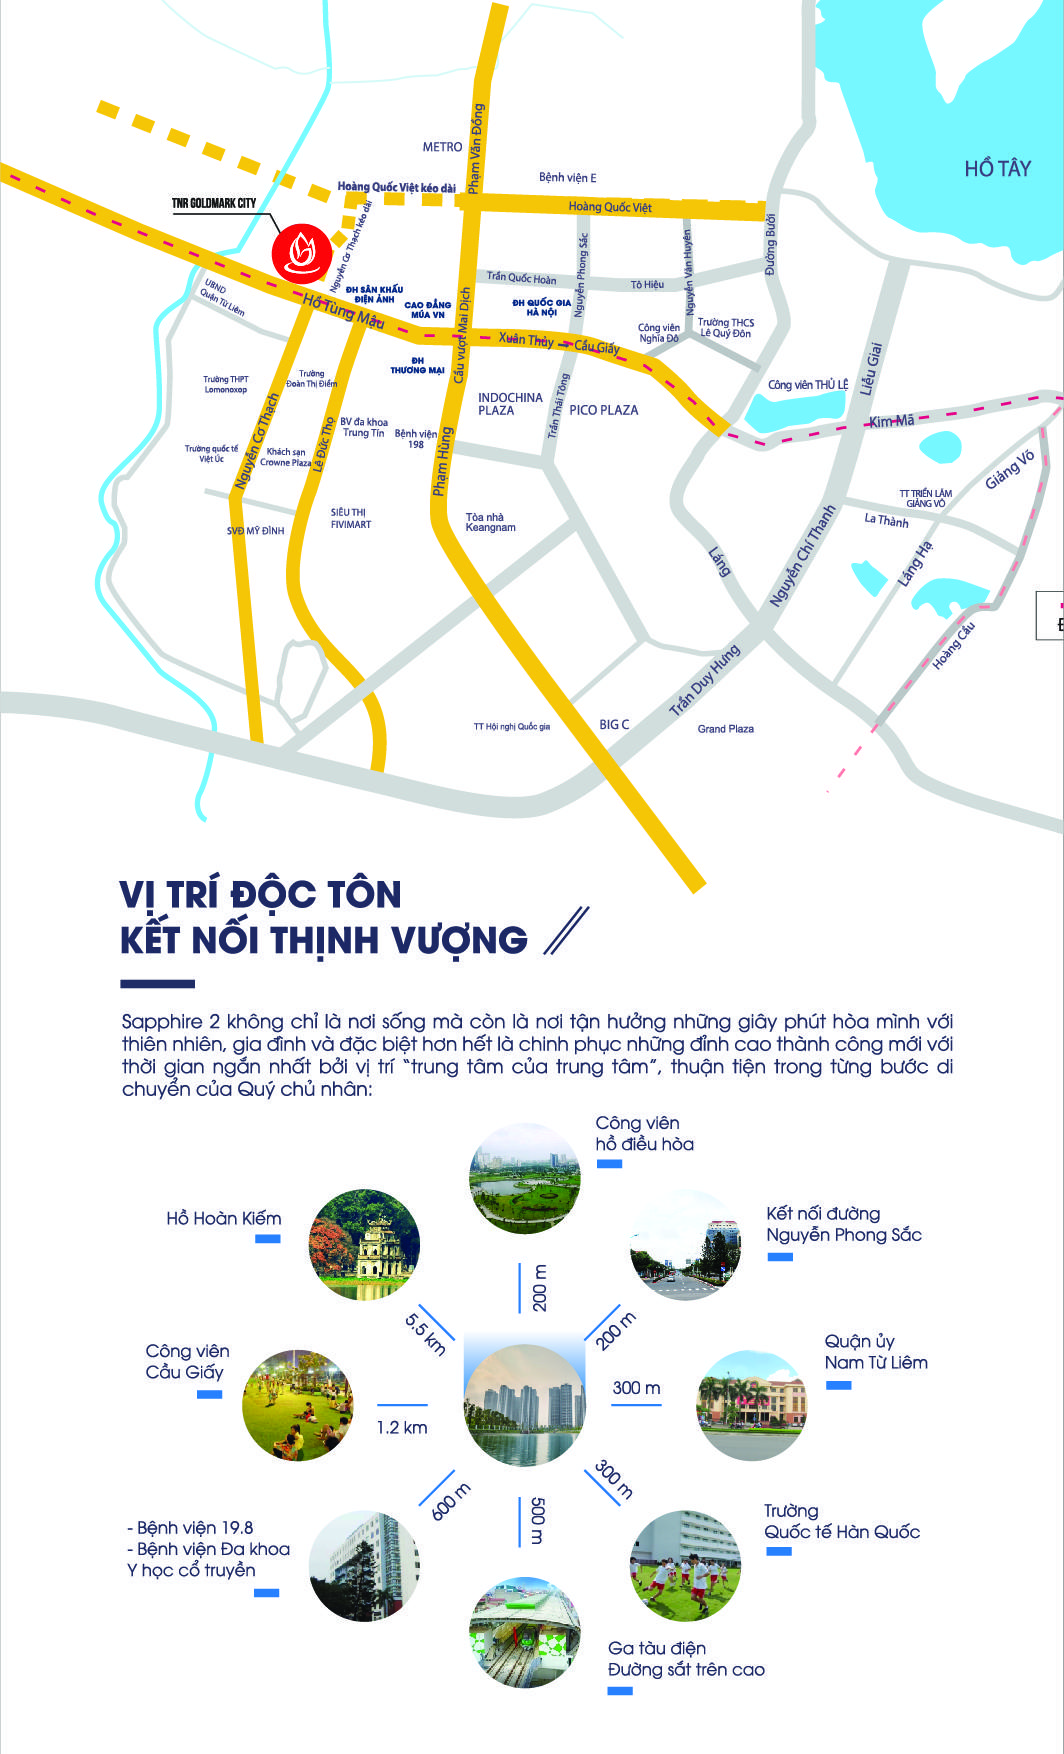 HỒ TÂY
METRO
Phạm Văn Đồng
Bệnh viện E
Hoàng Quốc Việt kéo dài
TNR GOLDMARK CITY
Hoàng Quốc Việt
Nguyễn Cơ Thạch kéo dài
Đường Bưởi
Nguyễn Phong Sắc
Nguyễn Văn Huyên
Trần Quốc Hoàn
Tô Hiệu
UBND
Quận Từ Liêm
ĐH SÂN KHẤU
ĐIỆN ẢNH
Hồ Tùng Mậu
CAO ĐẲNG
MÚA VN
Cầu vượt Mai Dịch
ĐH QUỐC GIA
HÀ NỘI
Công viên
Nghĩa Đô
Trường THCS
Lê Quý Đôn
Xuân Thủy - Cầu Giấy
ĐH
THƯƠNG MẠI
Liễu Giai
Trường THPT
Lomonoxop
Trường
Đoàn Thị Điểm
Công viên THỦ LỆ
INDOCHINA
PLAZA
Trần Thái Tông
PICO PLAZA
Kim Mã
Nguyễn Cơ Thạch
Lê Đức Thọ
BV đa khoa
Trung Tín
Bệnh viện
198
Phạm Hùng
Trường quốc tế
Việt Úc
Khách sạn
Crowne Plaza
Giảng Võ
TT TRIỂN LÃM
GIẢNG VÕ
SVĐ MỸ ĐÌNH
SIÊU THỊ
FIVIMART
Tòa nhà
Keangnam
La Thành
Láng
Nguyễn Chí Thanh
Láng Hạ
Đ
Hoàng Cầu
Trần Duy Hưng
TT Hội nghị Quốc gia
BIG C
Grand Plaza
VỊ TRÍ ĐỘC TÔN
KẾT NỐI THỊNH VƯỢNG
Sapphire 2 không chỉ là nơi sống mà còn là nơi tận hưởng những giây phút hòa mình với
thiên nhiên, gia đình và đặc biệt hơn hết là chinh phục những đỉnh cao thành công mới với
thời gian ngắn nhất bởi vị trí “trung tâm của trung tâm”, thuận tiện trong từng bước di
chuyển của Quý chủ nhân:
Công viên
hồ điều hòa
Hồ Hoàn Kiếm
Kết nối đường
Nguyễn Phong Sắc
200 m
5.5 km
200 m
Công viên
Cầu Giấy
Quận ủy
Nam Từ Liêm
300 m
1.2 km
600 m
500 m
300 m
- Bệnh viện 19.8
- Bệnh viện Đa khoa
Y học cổ truyền
Trường
Quốc tế Hàn Quốc
Ga tàu điện
Đường sắt trên cao